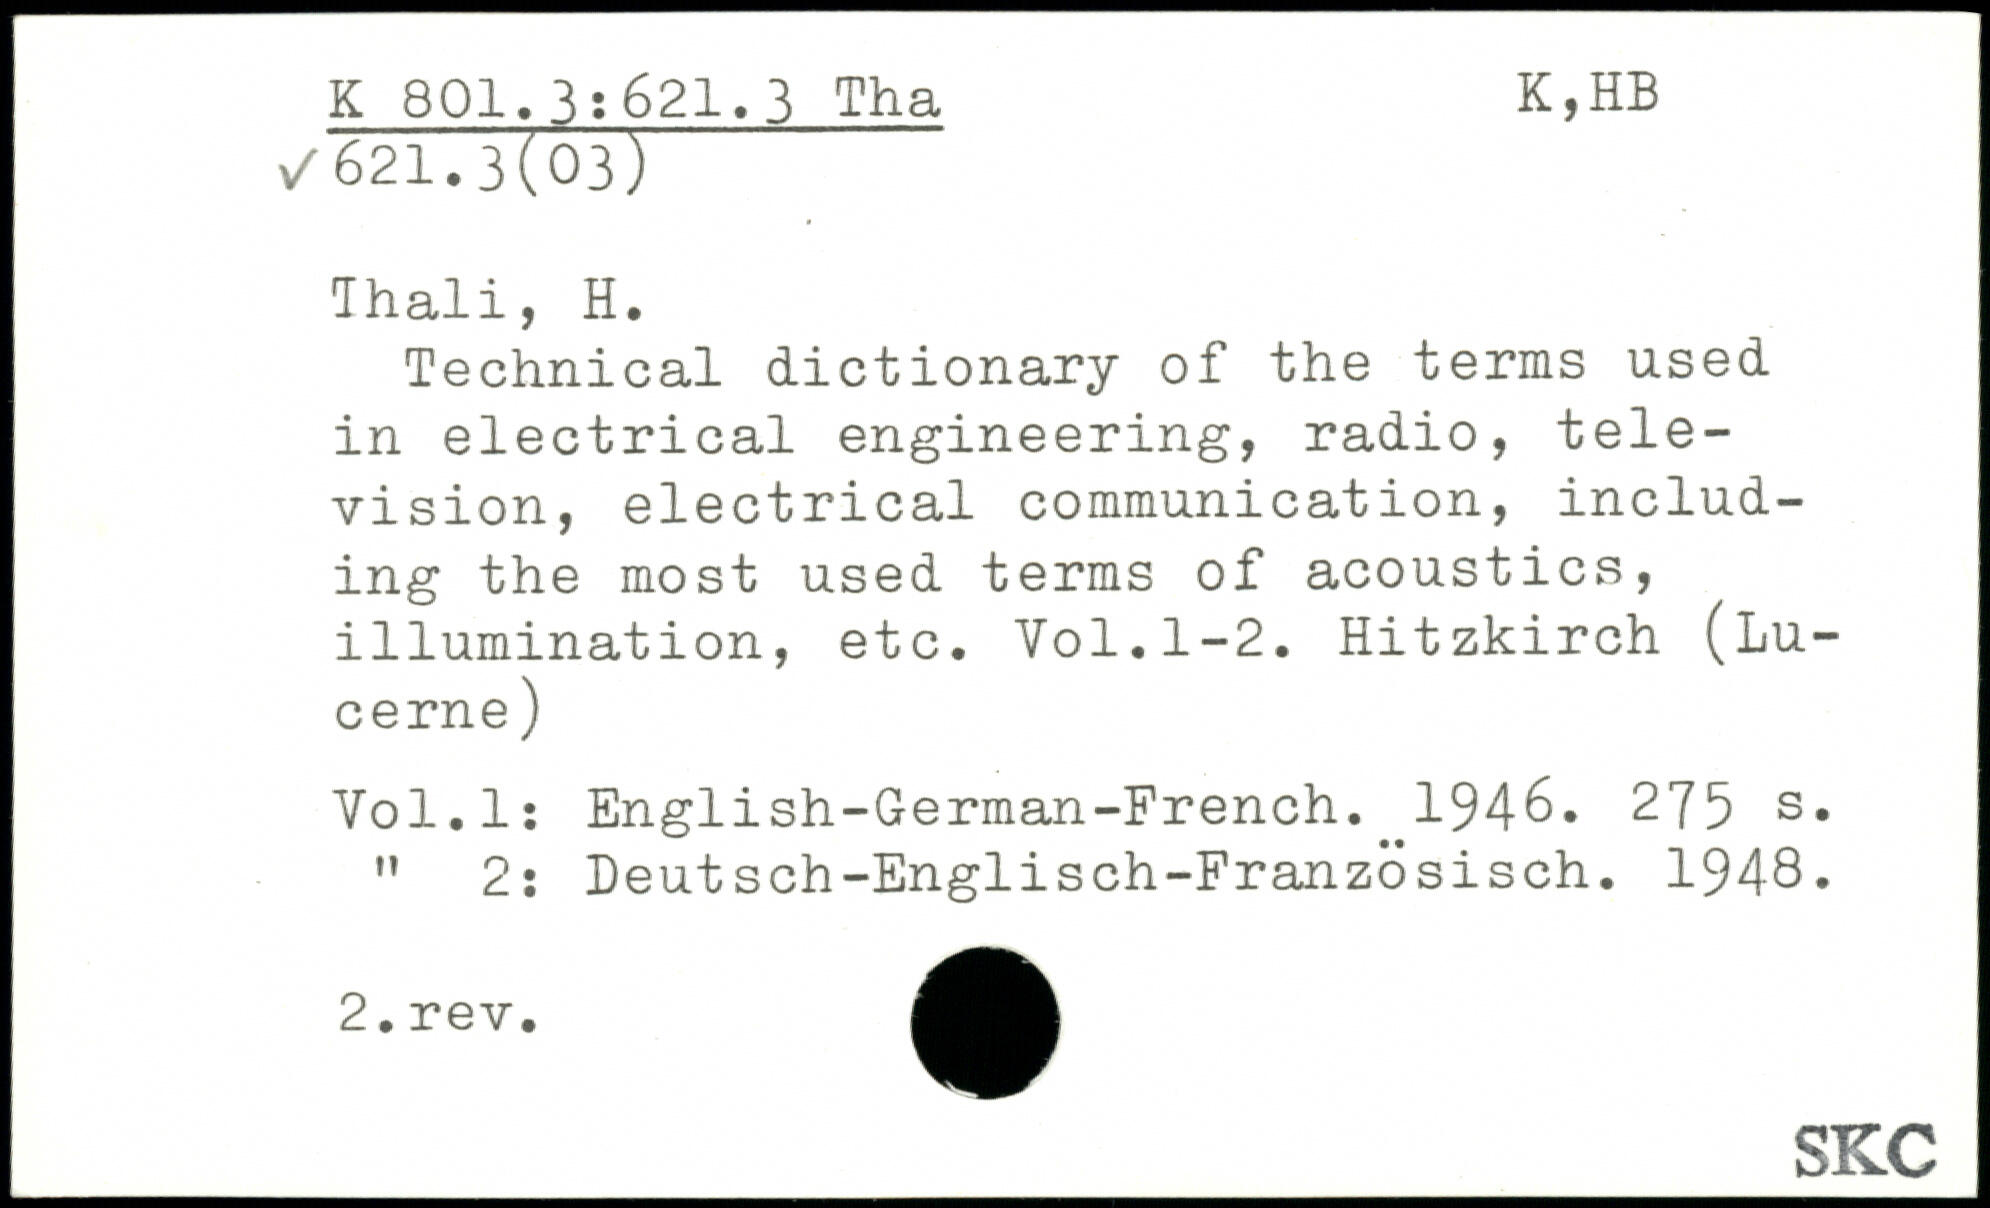 K 801.3:621.3 Tha K,HB
✓ 621.3(03)
Thali, H.
Technical dictionary of the terms used
in electrical engineering, radio, tele-
vision, electrical communication, includ-
ing the most used terms of acoustics,
illumination, etc. Vol.1-2. Hitzkirch (Lu-
cerne)
Vol.1: English-German-French. 1946. 275 s.
" 2: Deutsch-Englisch-Französisch. 1948.
2.rev.
SKC